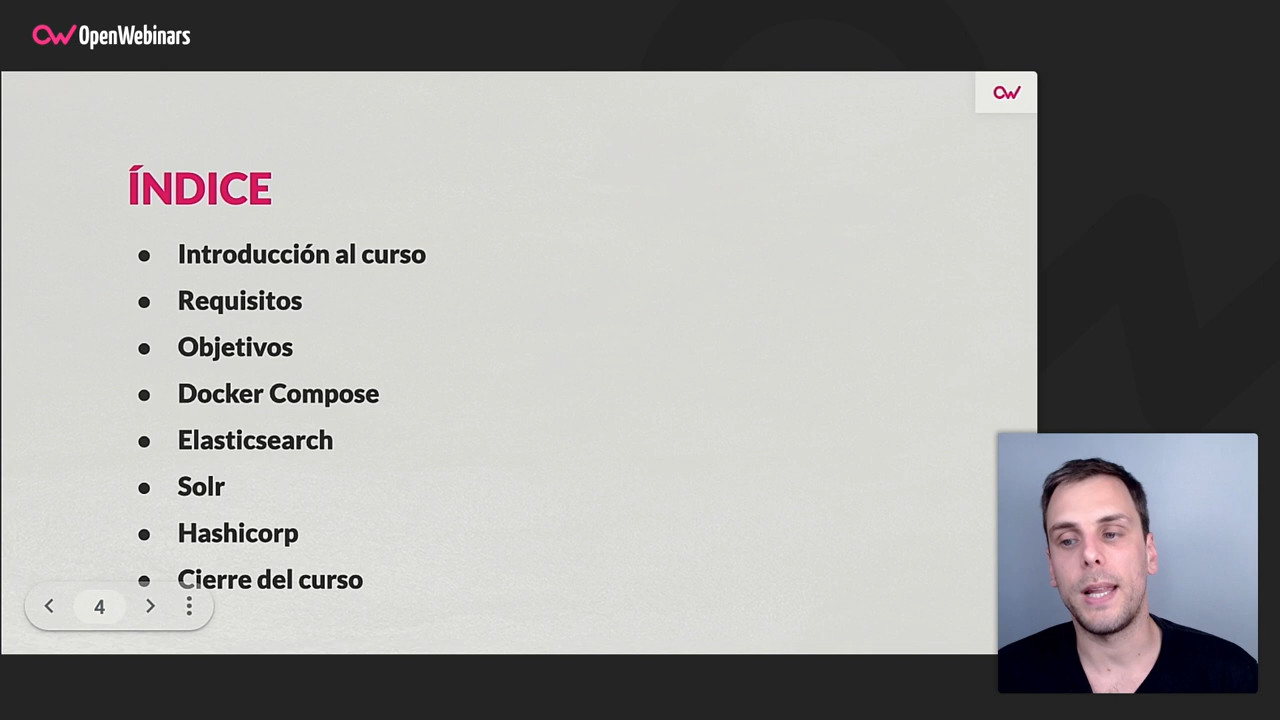 OpenWebinars
ÍNDICE
● Introducción al curso
● Requisitos
● Objetivos
● Docker Compose
● Elasticsearch
● Solr
● Hashicorp
● Cierre del curso
4